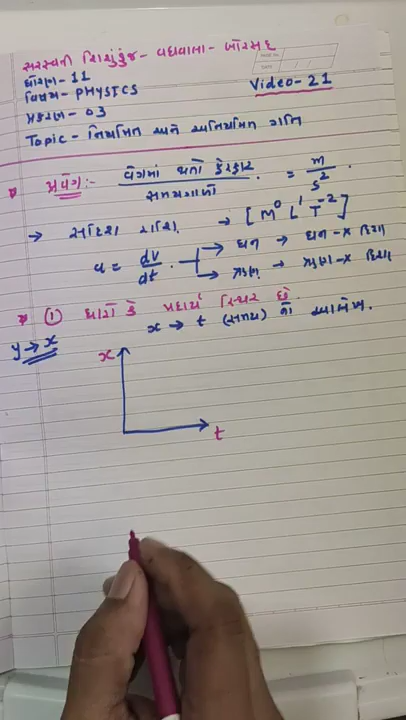 સરસ્વતી શિશુકુંજ - વઘવાલા - બોરસદ
ધોરણ - 11
વિષય - PHYSICS
પ્રકરણ - 03
Video - 21
Topic - નિયમિત અને અનિયમિત ગતિ
* પ્રવેગ :- વેગમાં થતો ફેરફાર / સમયગાળો = m/s²
→ સદિશ રાશિ. → [M⁰ L¹ T⁻²]
a = dv/dt. → ધન → ધન-x દિશા
→ ઋણ → ઋણ-x દિશા
* ① ધારો કે પદાર્થ સ્થિર છે.
y → x
x → t (સમય) નો આલેખ.
x
t